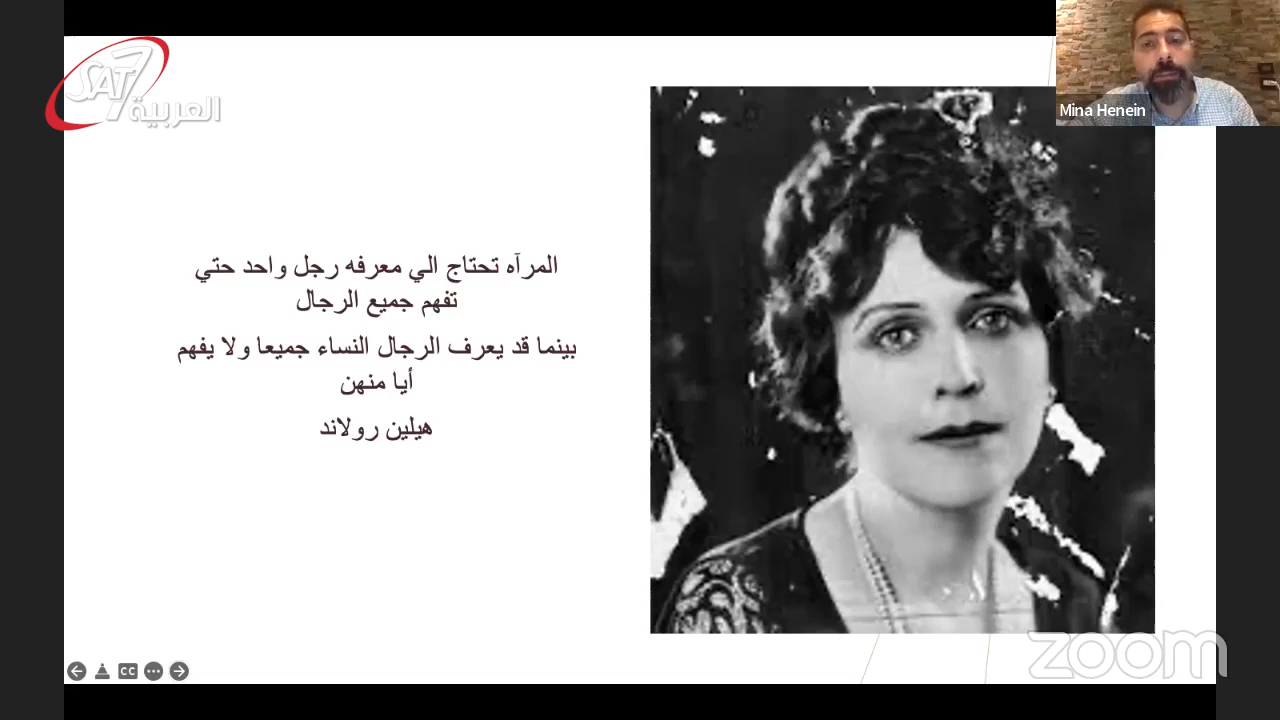 SAT7
العربية
Mina Henein
المرآه تحتاج الي معرفه رجل واحد حتي
تفهم جميع الرجال
بينما قد يعرف الرجال النساء جميعا ولا يفهم
أيا منهن
هيلين رولاند
CC
zoom